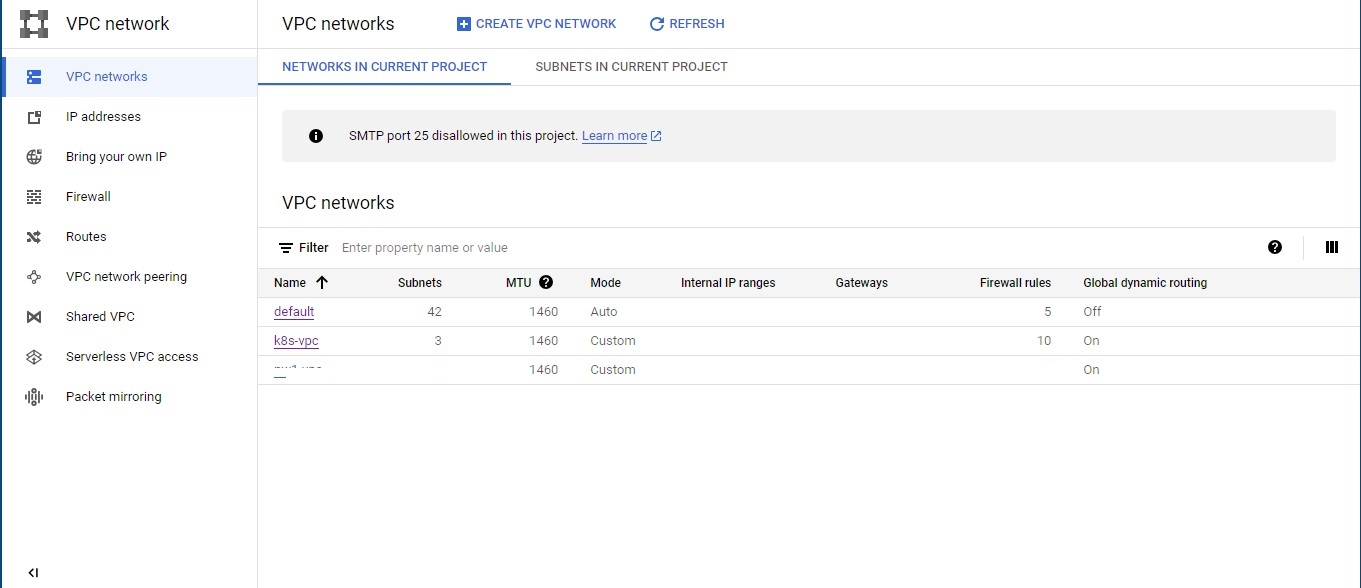 VPC network
VPC networks
IP addresses
Bring your own IP
Firewall
Routes
VPC network peering
Shared VPC
Serverless VPC access
Packet mirroring
VPC networks CREATE VPC NETWORK REFRESH
NETWORKS IN CURRENT PROJECT SUBNETS IN CURRENT PROJECT
SMTP port 25 disallowed in this project. Learn more
VPC networks
Filter Enter property name or value
Name Subnets MTU Mode Internal IP ranges Gateways Firewall rules Global dynamic routing
default 42 1460 Auto 5 Off
k8s-vpc 3 1460 Custom 10 On
1460 Custom On